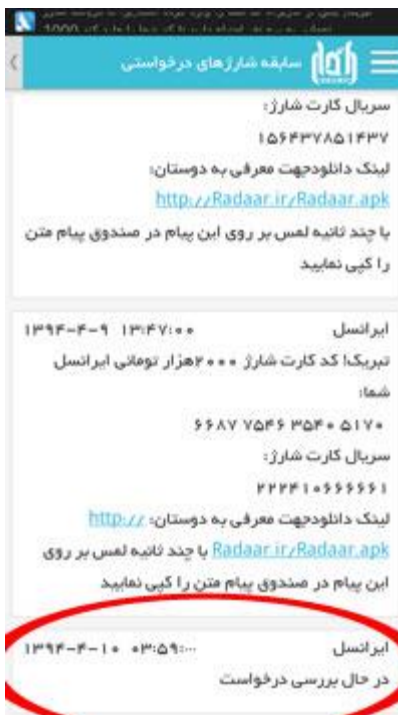 سابقه شارژهای درخواستی
سریال کارت شارژ:
۱۵۶۴۳۷۸۵۱۴۳۷
لینک دانلودجهت معرفی به دوستان:
http://Radaar.ir/Radaar.apk
با چند ثانیه لمس بر روی این پیام در صندوق پیام متن
را کپی نمایید
ایرانسل ۱۳۹۴-۴-۹ ۱۳:۴۷:۰۰
تبریک! کد کارت شارژ ۲۰۰۰هزار تومانی ایرانسل
شما:
۶۶۸۷ ۷۵۴۶ ۳۵۴۰ ۵۱۷۰
سریال کارت شارژ:
۲۲۲۴۱۰۶۶۶۶۶۱
لینک دانلودجهت معرفی به دوستان: http://
Radaar.ir/Radaar.apk با چند ثانیه لمس بر روی
این پیام در صندوق پیام متن را کپی نمایید
ایرانسل ۱۳۹۴-۴-۱۰ ۰۳:۵۹:۰۰
در حال بررسی درخواست